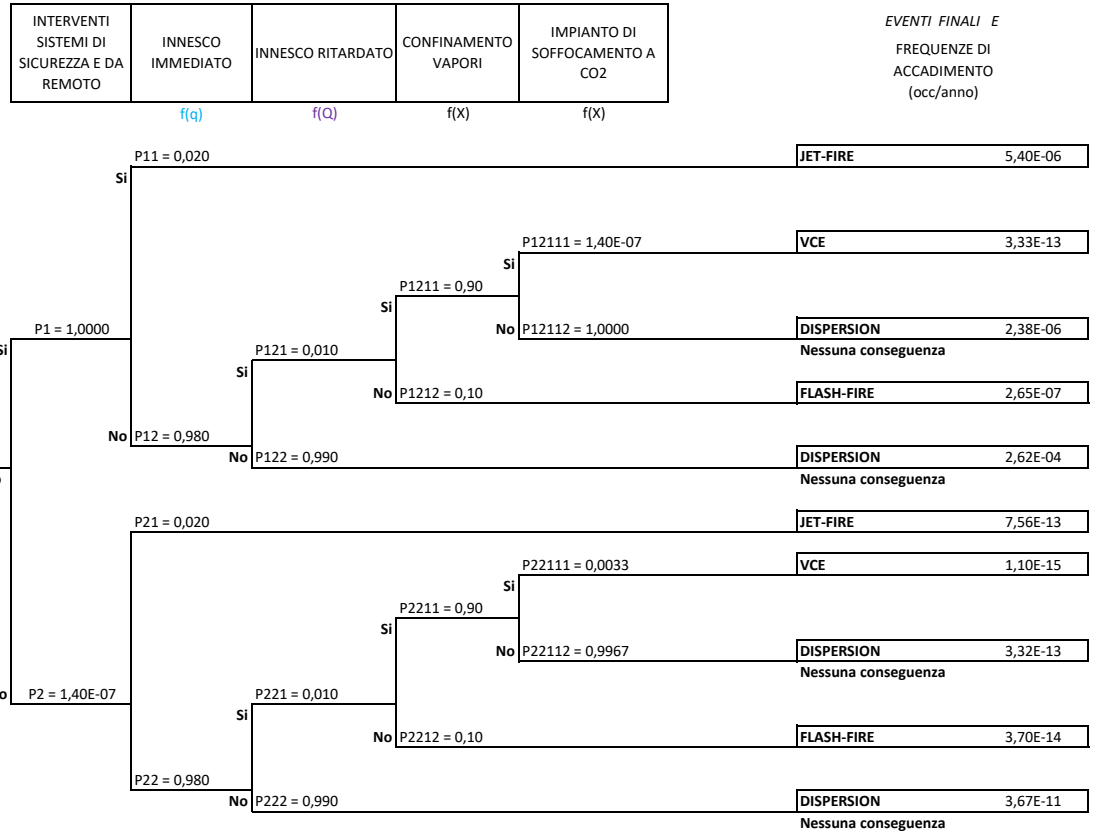 INTERVENTI
SISTEMI DI
SICUREZZA E DA
REMOTO
INNESCO
IMMEDIATO
INNESCO RITARDATO
CONFINAMENTO
VAPORI
IMPIANTO DI
SOFFOCAMENTO A
CO2
EVENTI FINALI E
FREQUENZE DI
ACCADIMENTO
(occ/anno)
f(q)
f(Q)
f(X)
f(X)
P11 = 0,020
JET-FIRE 5,40E-06
Si
P12111 = 1,40E-07
VCE 3,33E-13
Si
P1211 = 0,90
Si
P1 = 1,0000
No P12112 = 1,0000
DISPERSION 2,38E-06
Nessuna conseguenza
Si
P121 = 0,010
Si
No P1212 = 0,10
FLASH-FIRE 2,65E-07
No P12 = 0,980
No P122 = 0,990
DISPERSION 2,62E-04
Nessuna conseguenza
P21 = 0,020
JET-FIRE 7,56E-13
P22111 = 0,0033
VCE 1,10E-15
Si
P2211 = 0,90
Si
No P22112 = 0,9967
DISPERSION 3,32E-13
Nessuna conseguenza
P2 = 1,40E-07
P221 = 0,010
Si
No P2212 = 0,10
FLASH-FIRE 3,70E-14
P22 = 0,980
No P222 = 0,990
DISPERSION 3,67E-11
Nessuna conseguenza